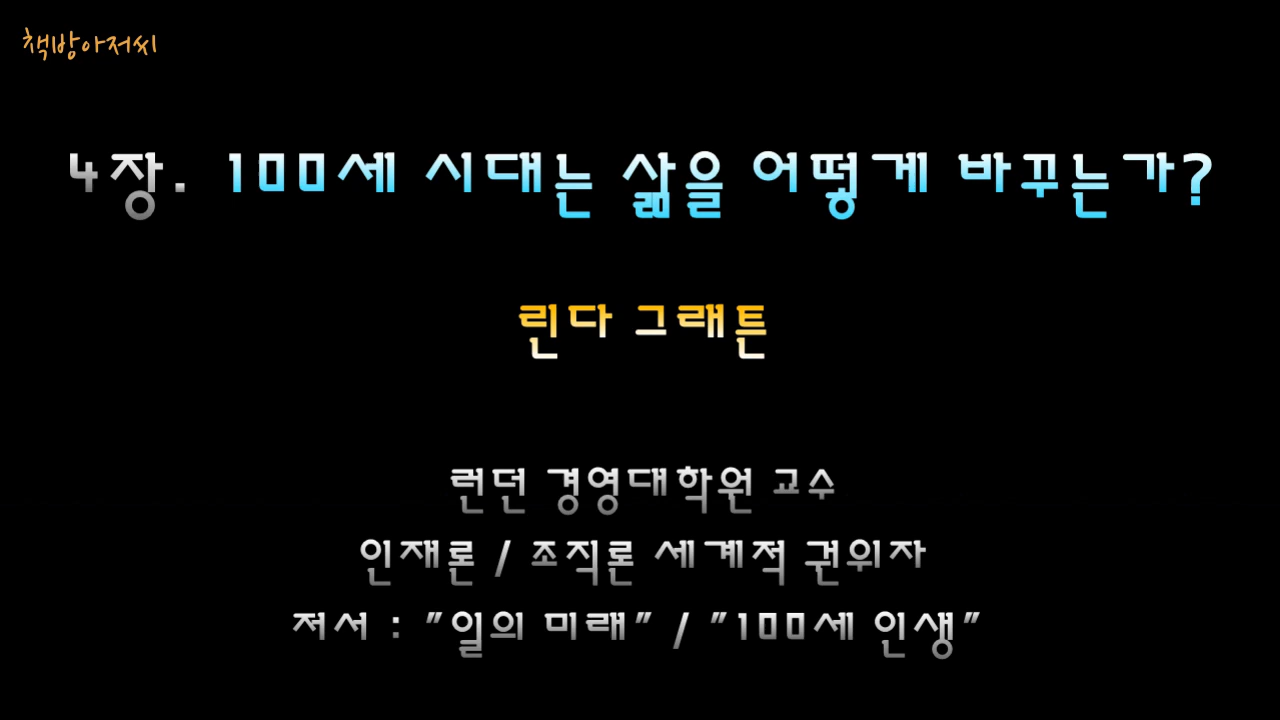 책방아저씨
4장. 100세 시대는 삶을 어떻게 바꾸는가?
린다 그래튼
런던 경영대학원 교수
인재론 / 조직론 세계적 권위자
저서 : "일의 미래" / "100세 인생"